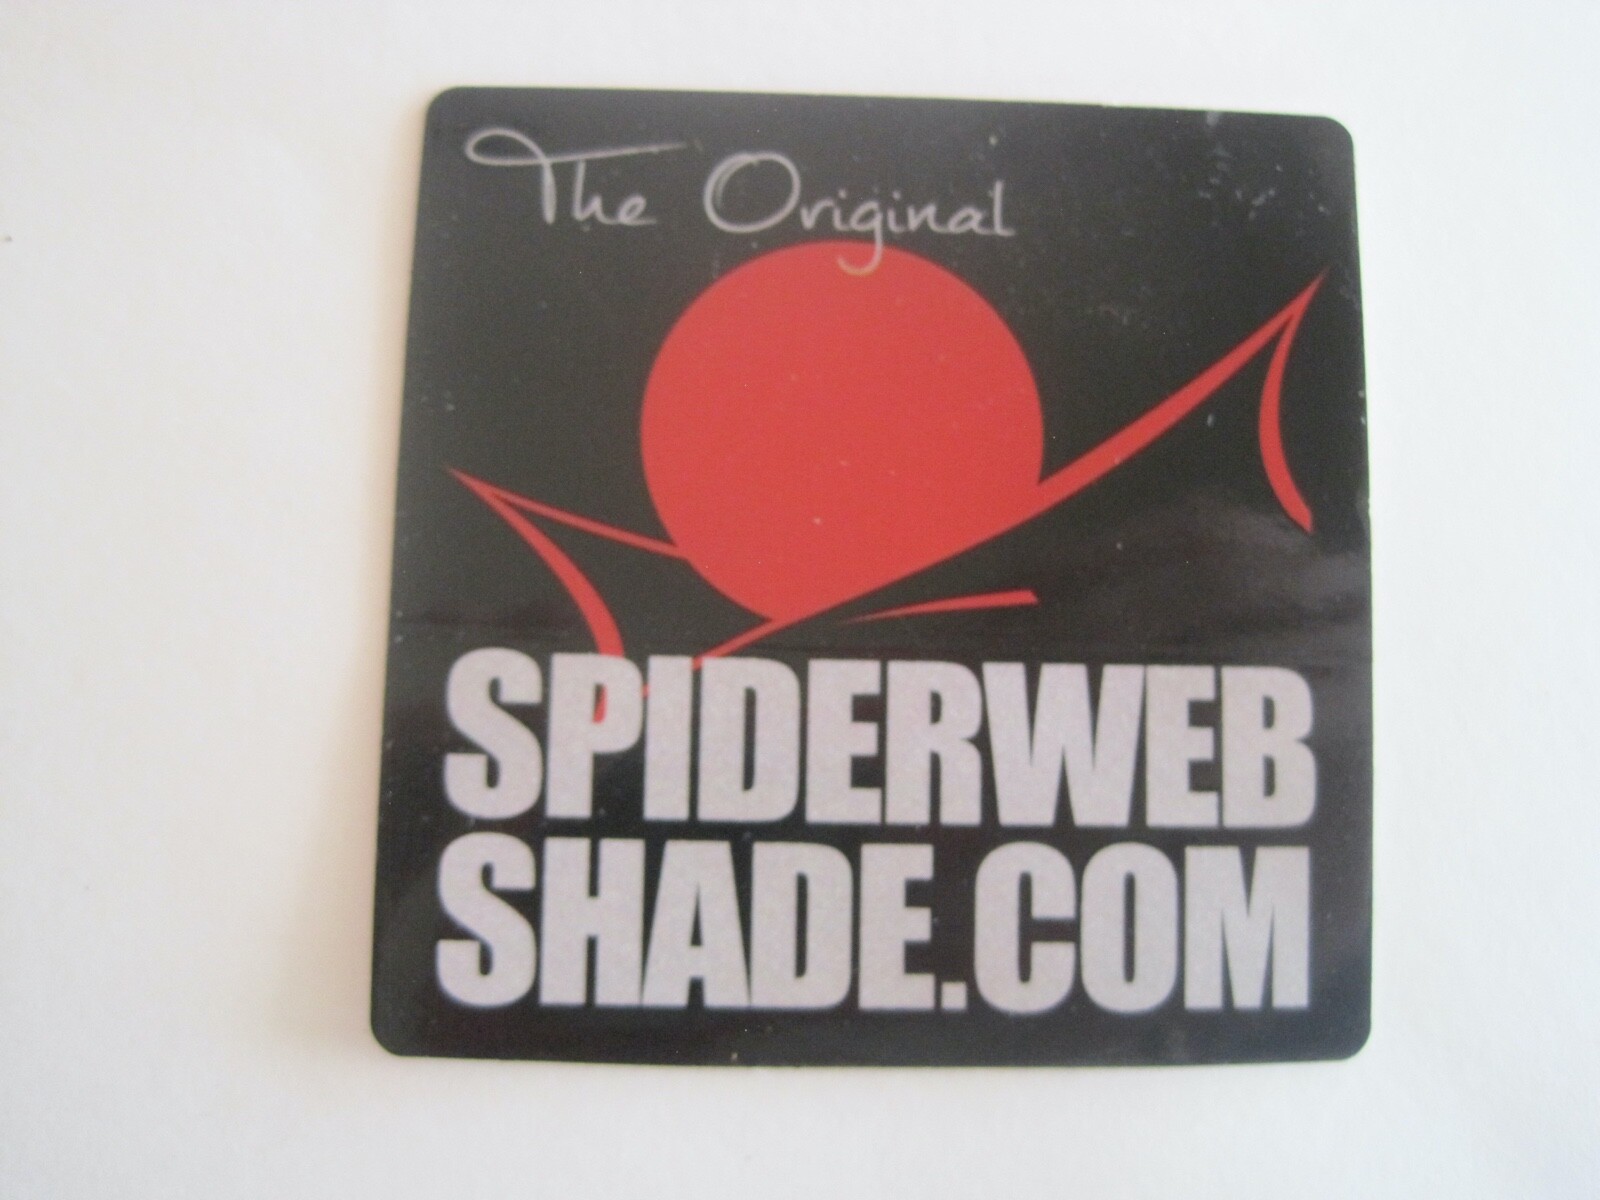 The Original
SPIDERWEB
SHADE.COM